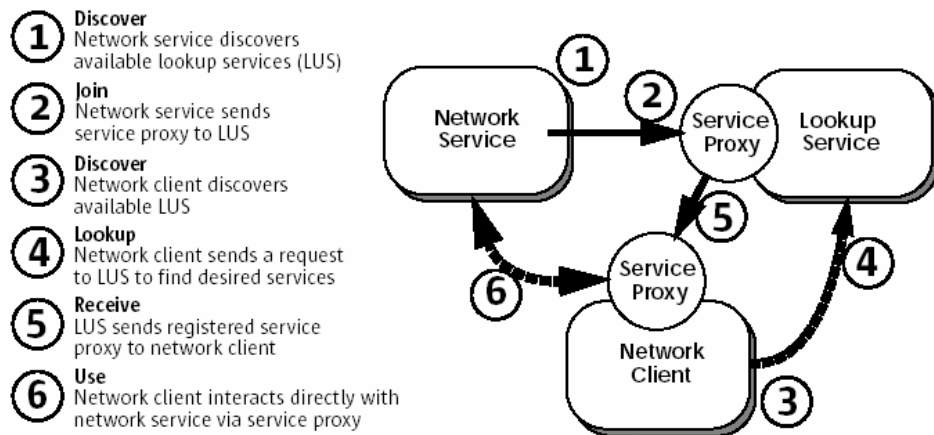 1
Discover
Network service discovers
available lookup services (LUS)
2
Join
Network service sends
service proxy to LUS
3
Discover
Network client discovers
available LUS
4
Lookup
Network client sends a request
to LUS to find desired services
5
Receive
LUS sends registered service
proxy to network client
6
Use
Network client interacts directly with
network service via service proxy
1
Network
Service
2
Service
Proxy
Lookup
Service
5
4
6
Service
Proxy
Network
Client
3